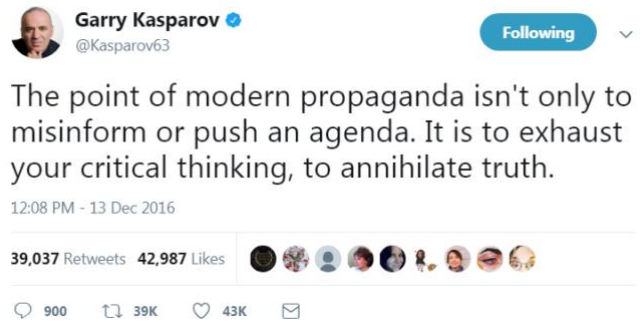 Garry Kasparov
@Kasparov63
Following
The point of modern propaganda isn't only to
misinform or push an agenda. It is to exhaust
your critical thinking, to annihilate truth.
12:08 PM - 13 Dec 2016
39,037 Retweets 42,987 Likes
900 39K 43K